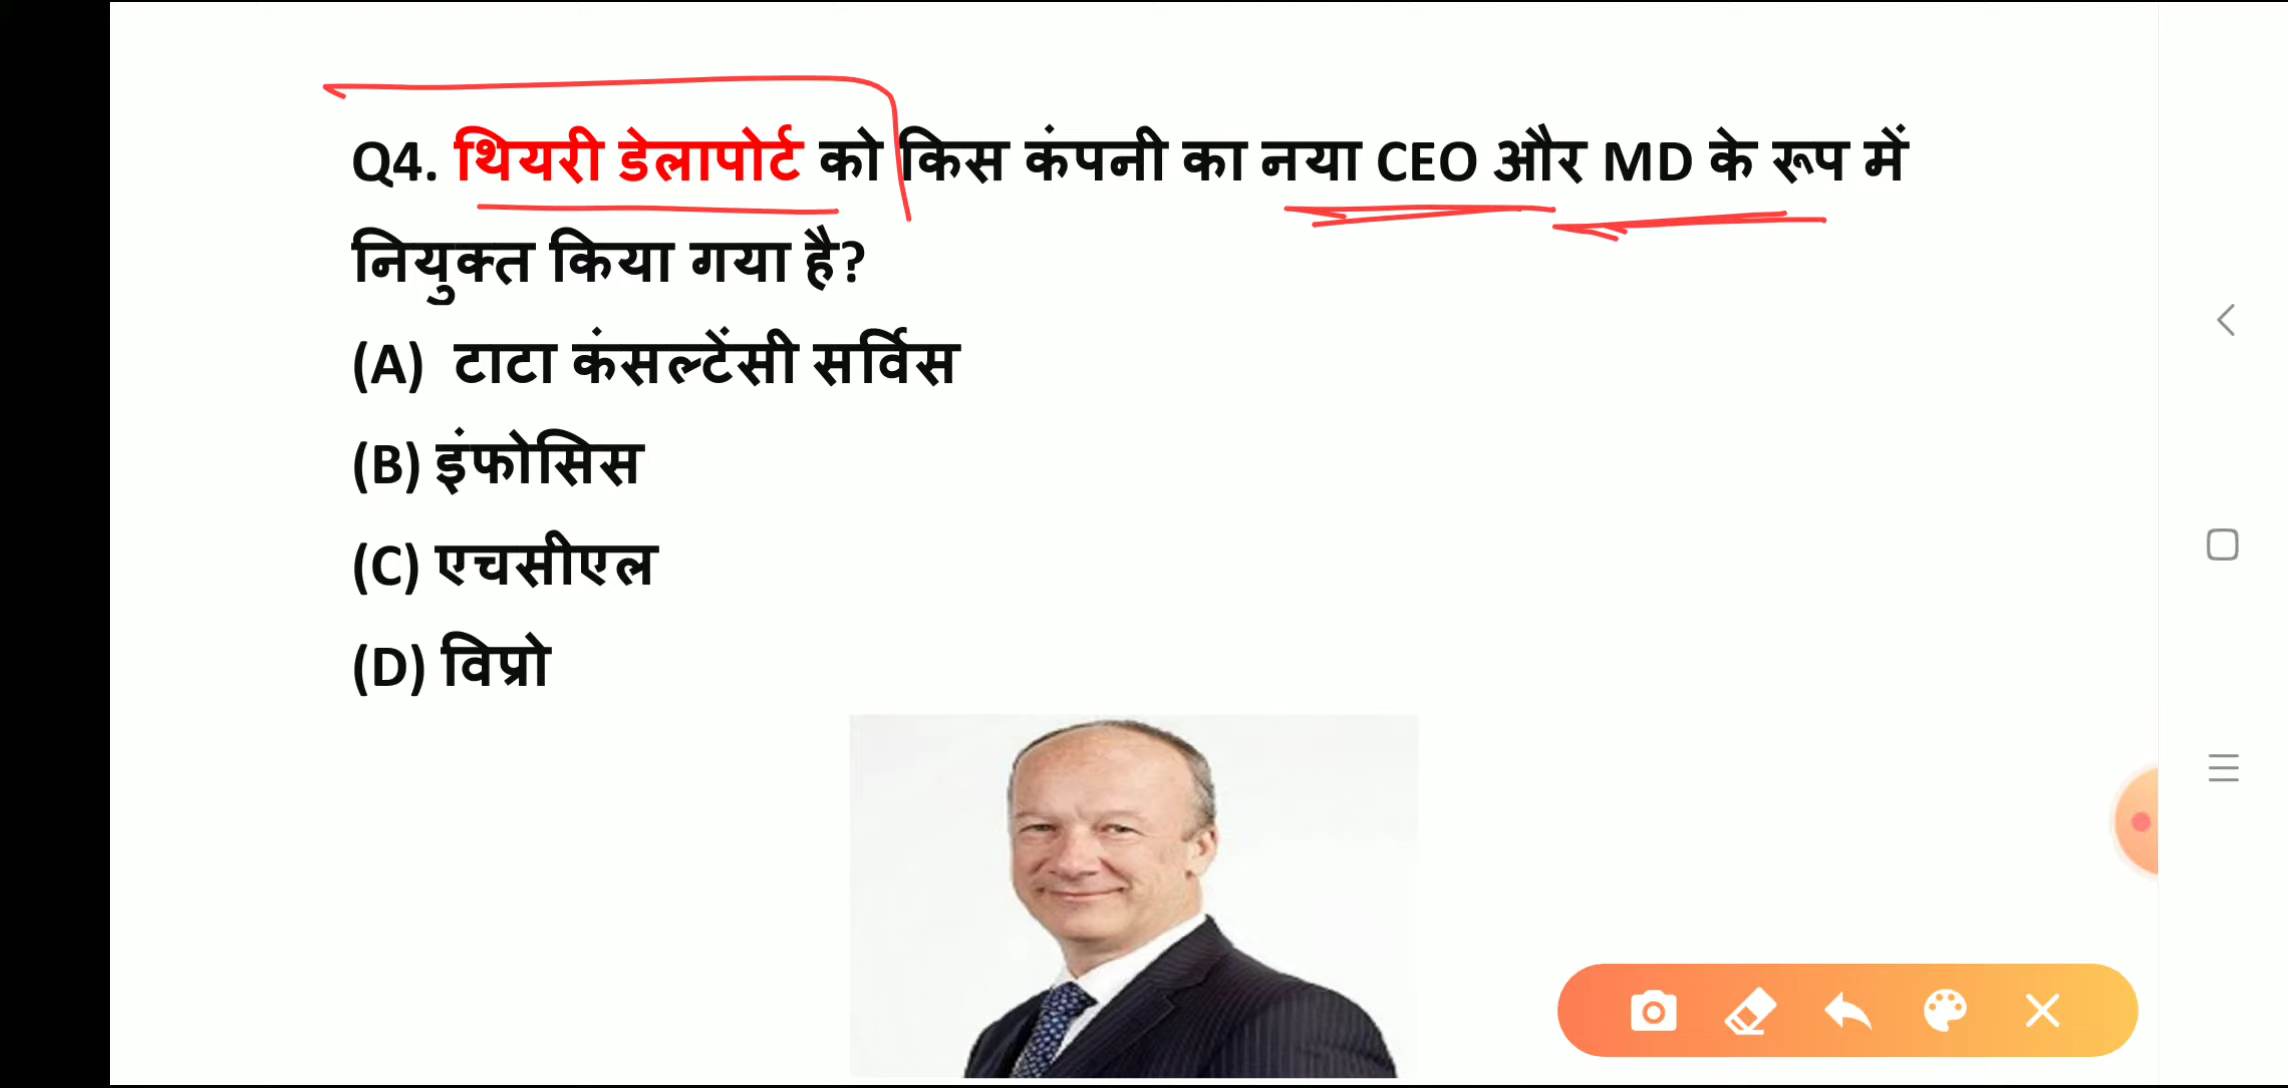 Q4. थियरी डेलापोर्ट को किस कंपनी का नया CEO और MD के रूप में
नियुक्त किया गया है?
(A) टाटा कंसल्टेंसी सर्विस
(B) इंफोसिस
(C) एचसीएल
(D) विप्रो